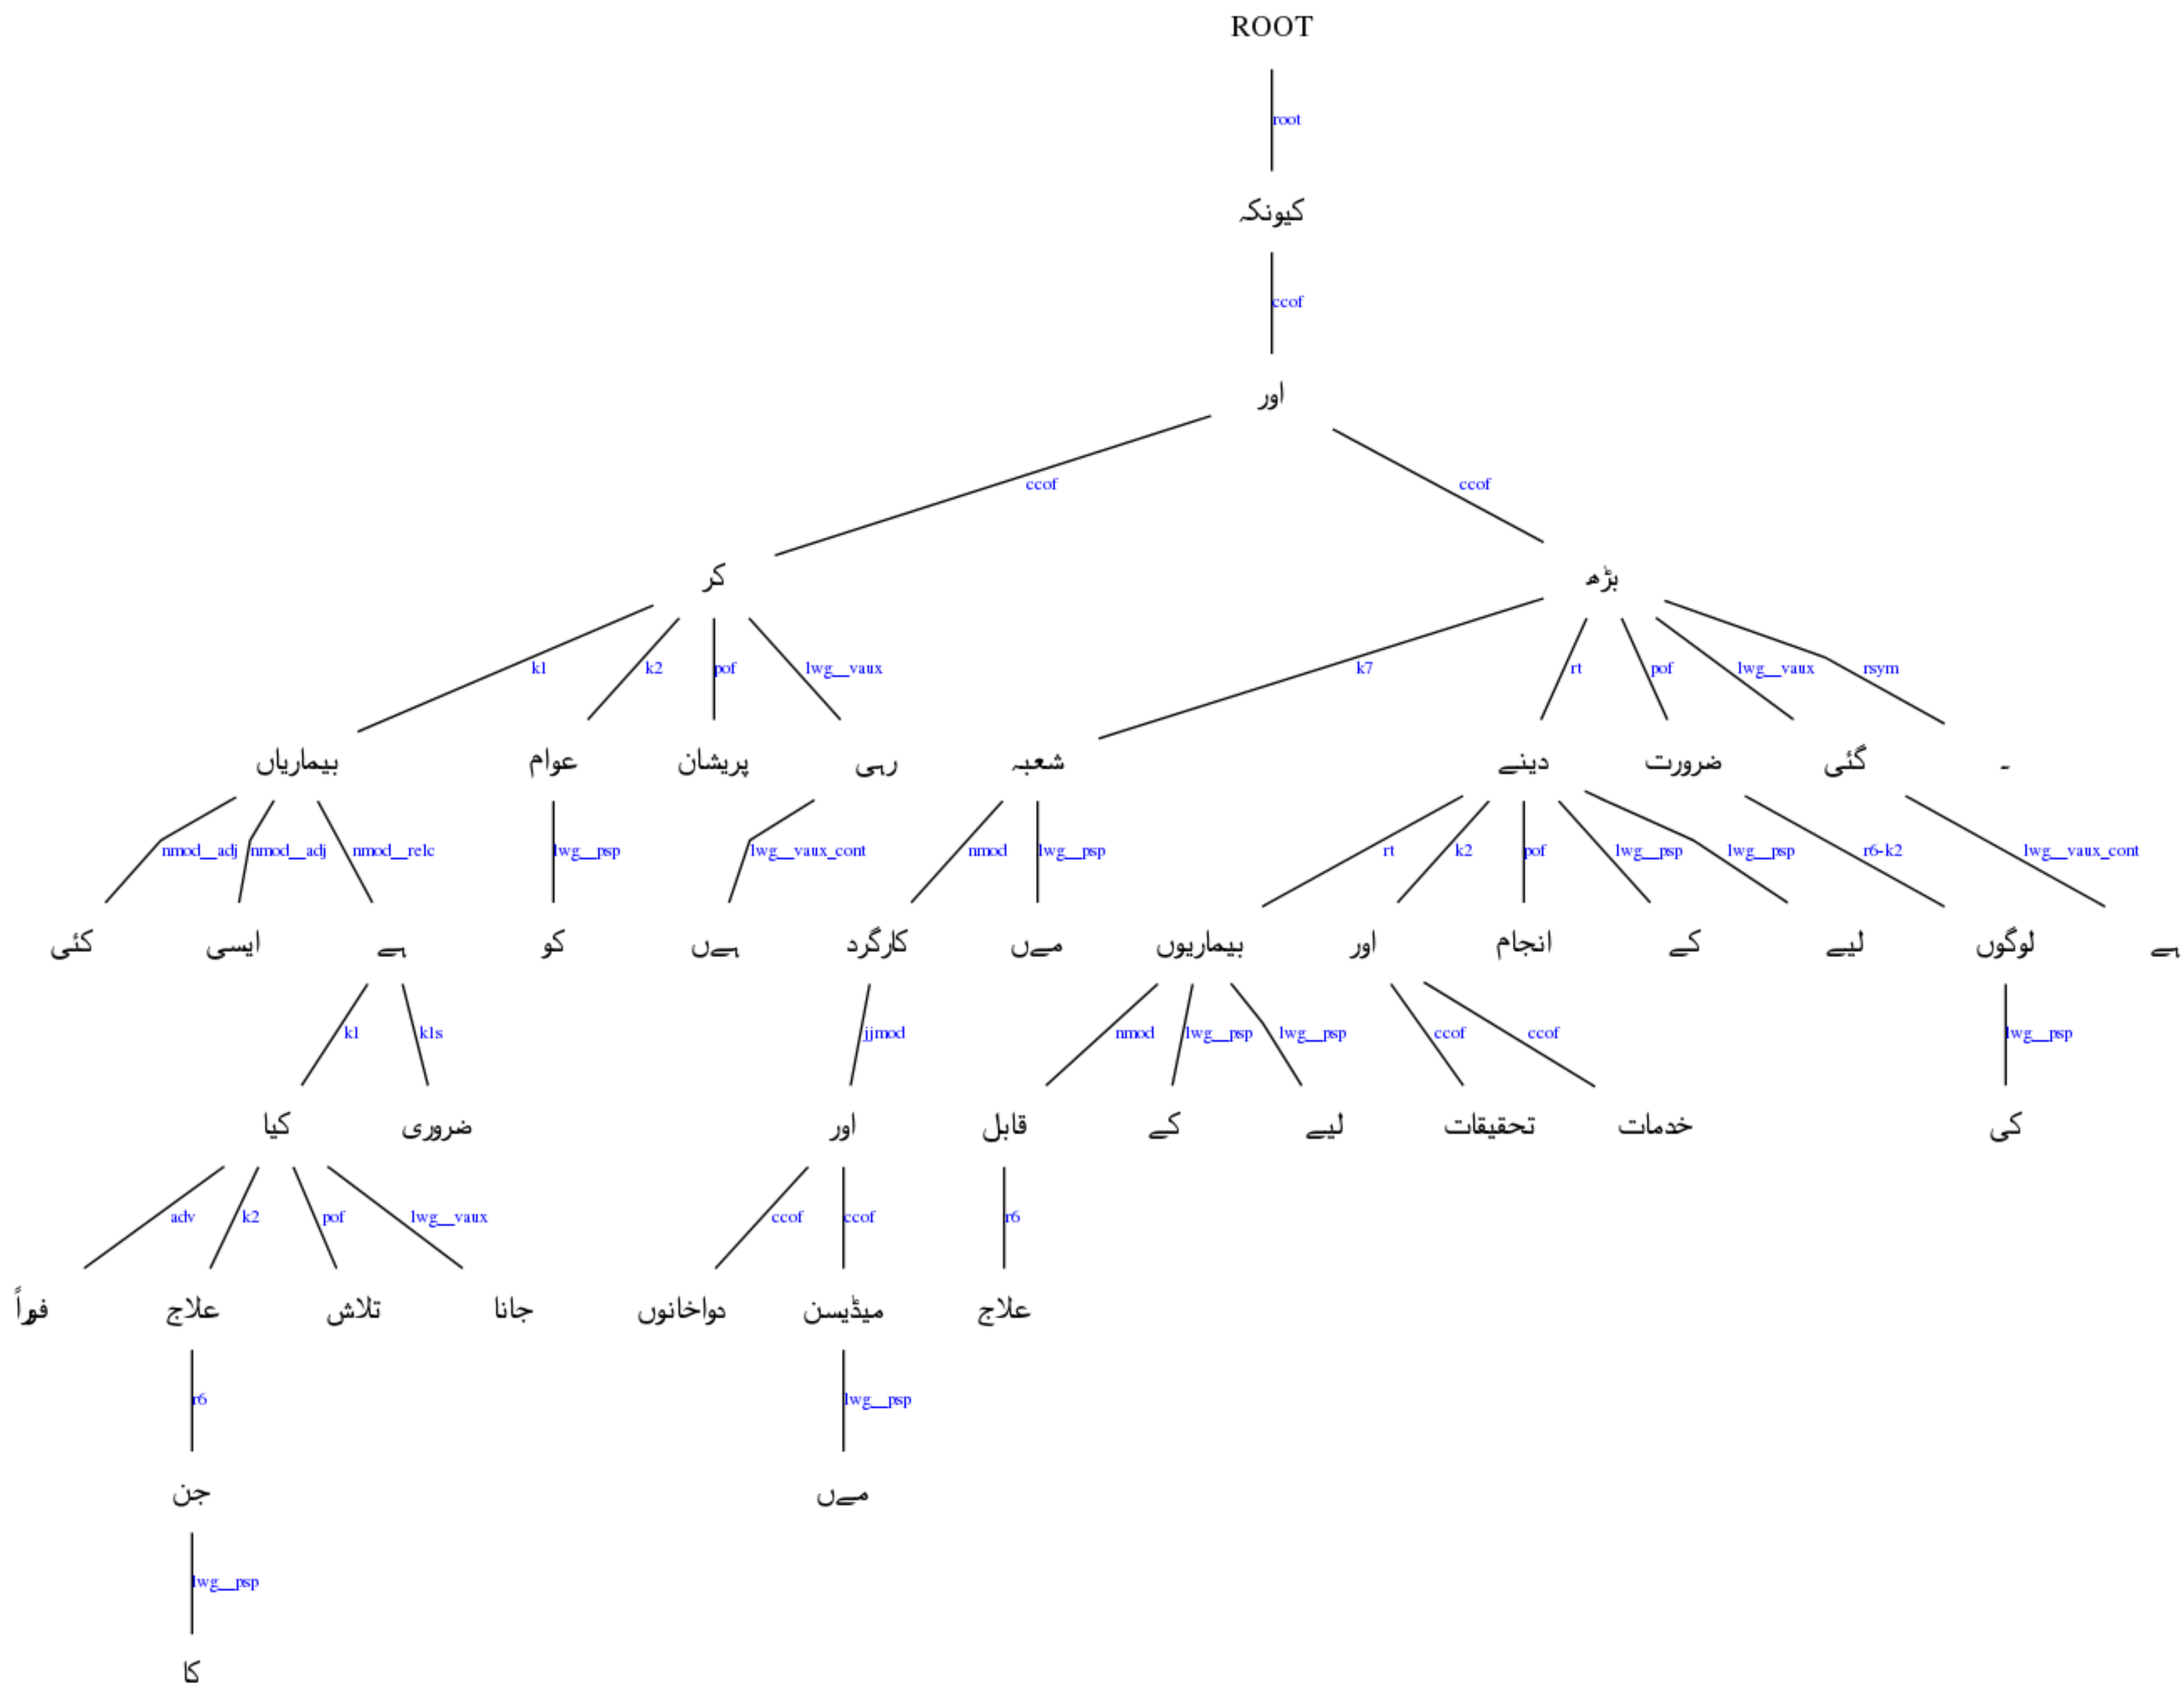 ROOT
root
کیونکہ
ccof
اور
ccof ccof
کر بڑھ
k1 k2 pof lwg__vaux k7 rt pof lwg__vaux rsym
بیماریاں عوام پریشان رہی شعبہ دینے ضرورت گئی ۔
nmod__adj nmod__adj nmod__relc lwg__psp lwg__vaux_cont nmod lwg__psp rt k2 pof lwg__psp lwg__psp r6-k2 lwg__vaux_cont
کئی ایسی ہے کو ہےں کارگرد مےں بیماریوں اور انجام کے لیے لوگوں ہے
k1 k1s jjmod nmod lwg__psp lwg__psp ccof ccof lwg__psp
کیا ضروری اور قابل کے لیے تحقیقات خدمات کی
adv k2 pof lwg__vaux ccof ccof r6
فوراً علاج تلاش جانا دواخانوں میڈیسن علاج
r6 lwg__psp
جن مےں
lwg__psp
کا